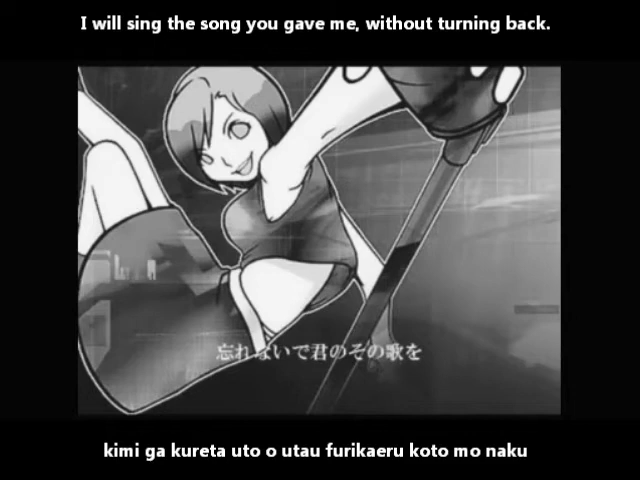 I will sing the song you gave me, without turning back.
忘れないで君のその歌を
kimi ga kureta uto o utau furikaeru koto mo naku